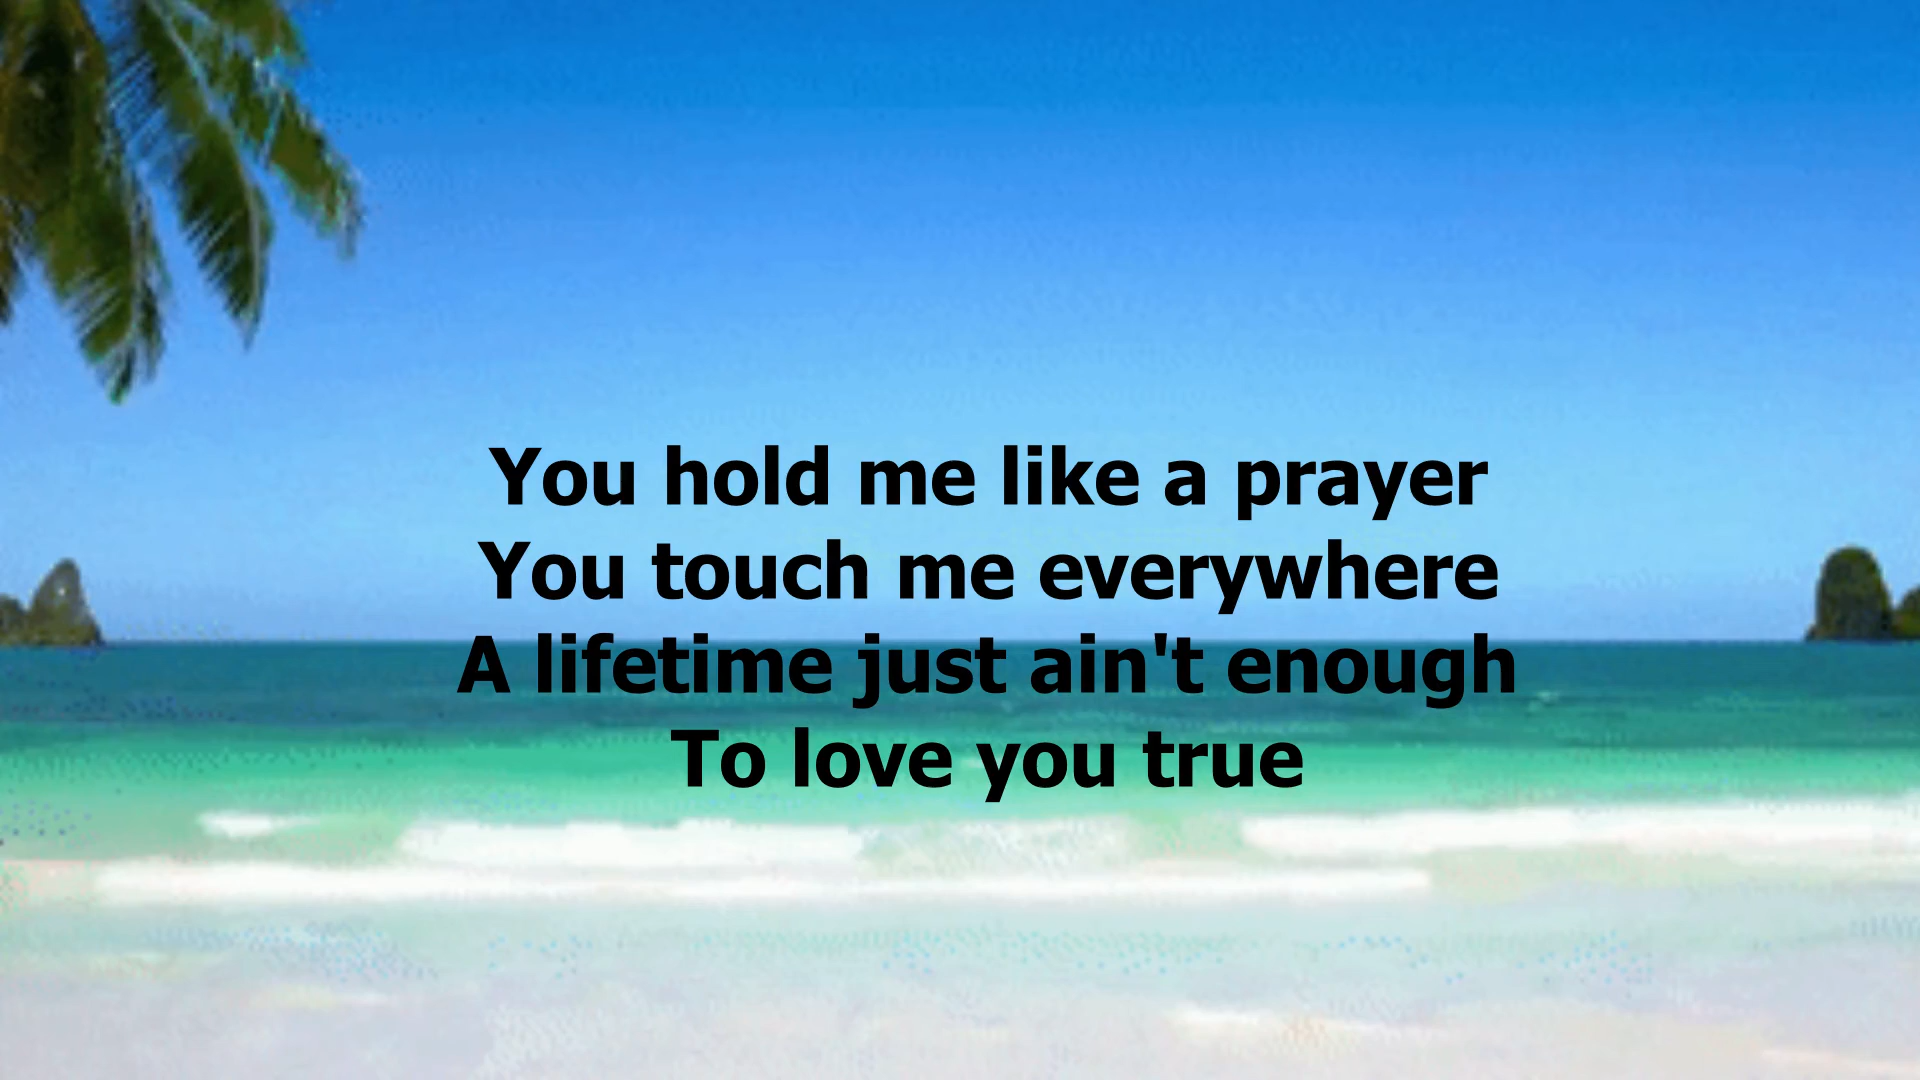 You hold me like a prayer
You touch me everywhere
A lifetime just ain't enough
To love you true